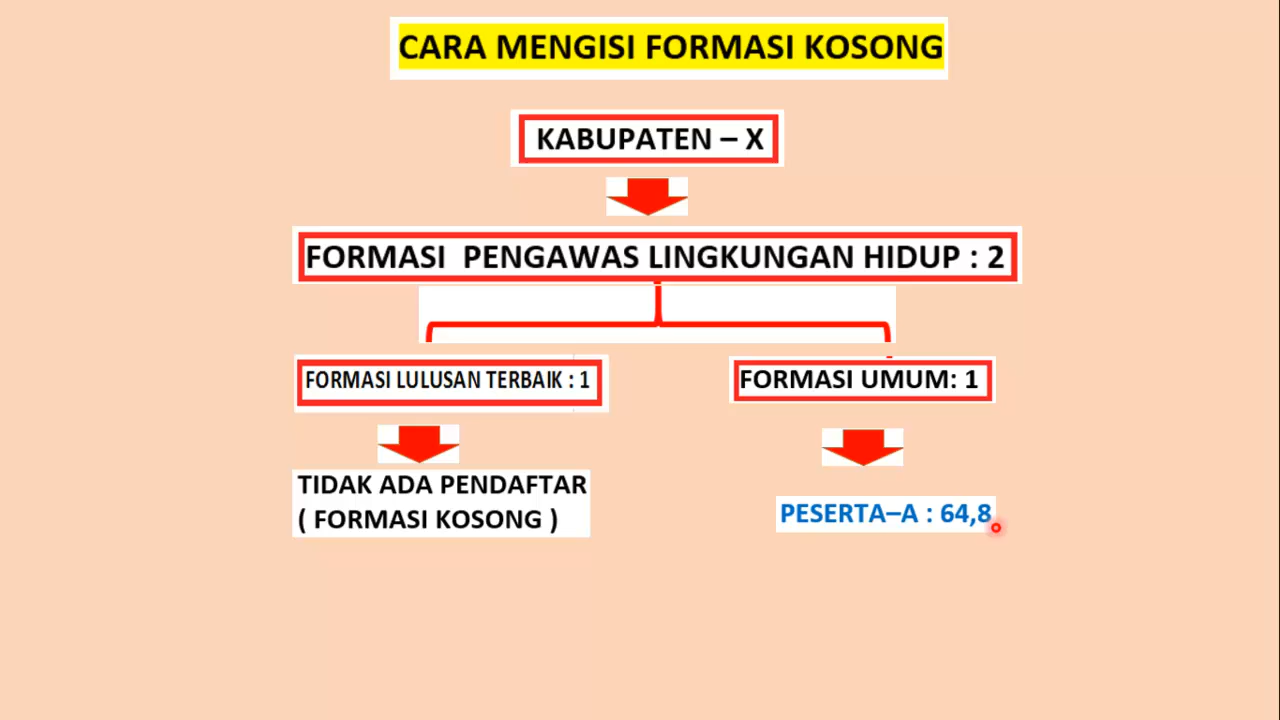 CARA MENGISI FORMASI KOSONG
KABUPATEN – X
FORMASI PENGAWAS LINGKUNGAN HIDUP : 2
FORMASI LULUSAN TERBAIK : 1
FORMASI UMUM: 1
TIDAK ADA PENDAFTAR
( FORMASI KOSONG )
PESERTA–A : 64,8